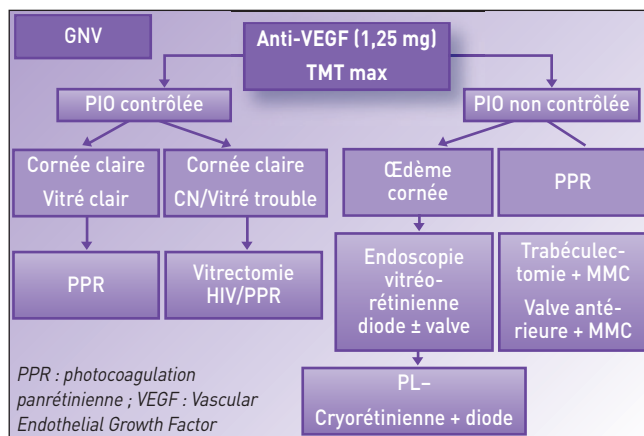 GNV
Anti-VEGF (1,25 mg)
TMT max
PIO contrôlée
PIO non contrôlée
Cornée claire
Vitré clair
Cornée claire
CN/Vitré trouble
Œdème
cornée
PPR
PPR
Vitrectomie
HIV/PPR
Endoscopie
vitréo-
rétinienne
diode ± valve
Trabéculec-
tomie + MMC
Valve anté-
rieure + MMC
PL–
Cryorétinienne + diode
PPR : photocoagulation
panrétinienne ; VEGF : Vascular
Endothelial Growth Factor